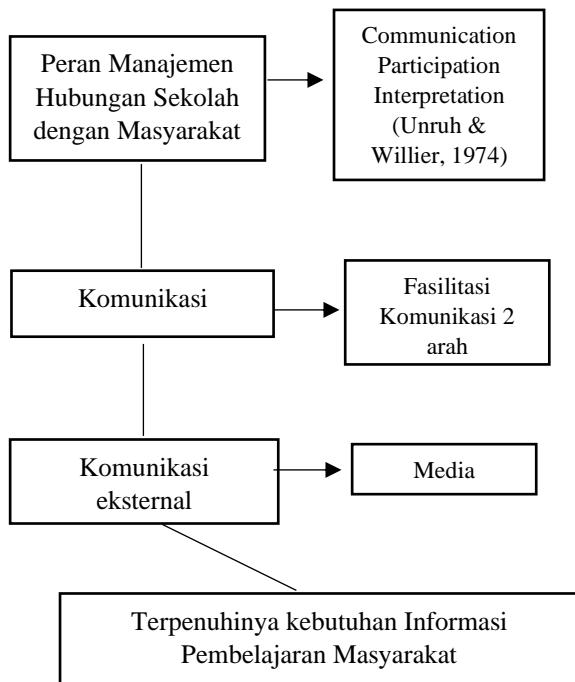 Peran Manajemen
Hubungan Sekolah
dengan Masyarakat
Communication
Participation
Interpretation
(Unruh &
Willier, 1974)
Komunikasi
Fasilitasi
Komunikasi 2
arah
Komunikasi
eksternal
Media
Terpenuhinya kebutuhan Informasi
Pembelajaran Masyarakat